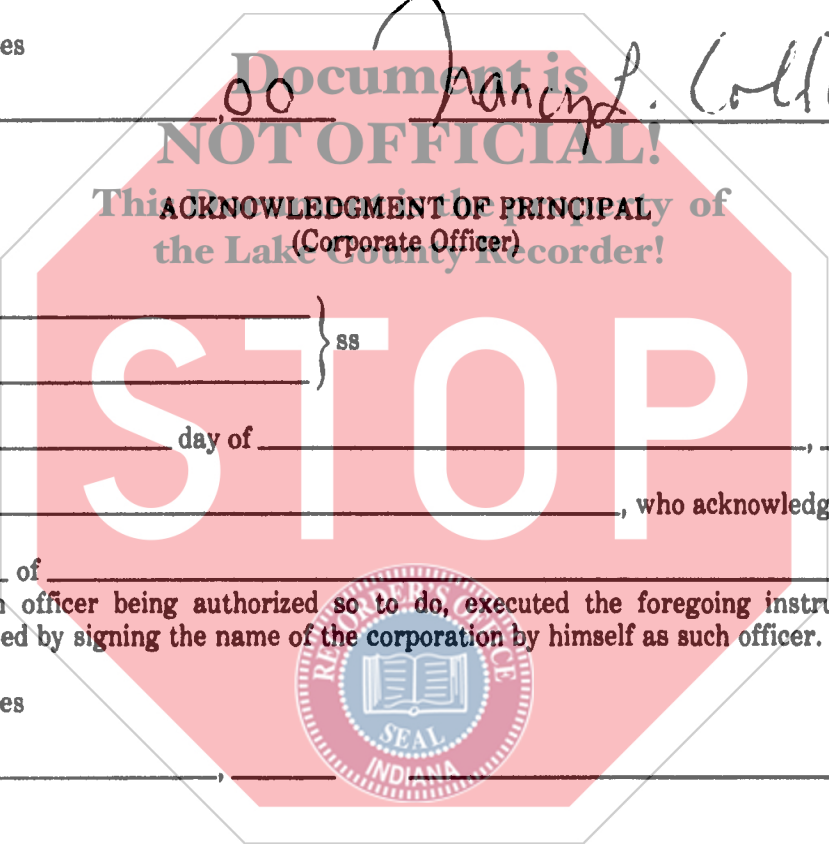 es
Document is
,00 Nancy L.
NOT OFFICIAL!
This Document is the property of
ACKNOWLEDGMENT OF PRINCIPAL
(Corporate Officer)
the Lake County Recorder!
ss
STOP
day of ,
, who acknowledg
of
officer being authorized so to do, executed the foregoing instru
ed by signing the name of the corporation by himself as such officer.
RECORDER'S OFFICE
SEAL
INDIANA
es
,